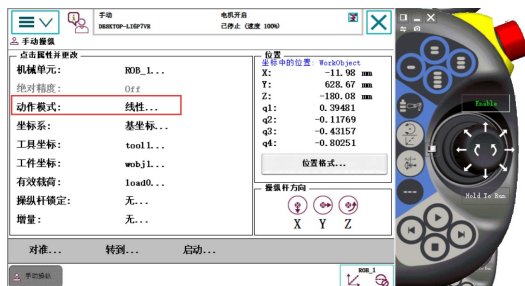 手动
DESKTOP-L16P7VR
电机开启
已停止 (速度 100%)
手动操纵
点击属性并更改
机械单元: ROB_1...
绝对精度: Off
动作模式: 线性...
坐标系: 基坐标...
工具坐标: tool1...
工件坐标: wobj1...
有效载荷: load0...
操纵杆锁定: 无...
增量: 无...
位置
坐标中的位置: WorkObject
X: -11.98 mm
Y: 628.67 mm
Z: -180.08 mm
q1: 0.39481
q2: -0.11769
q3: -0.43157
q4: -0.80251
位置格式...
操纵杆方向
X Y Z
对准... 转到... 启动...
手动操纵
ROB_1
Enable
Hold To Run